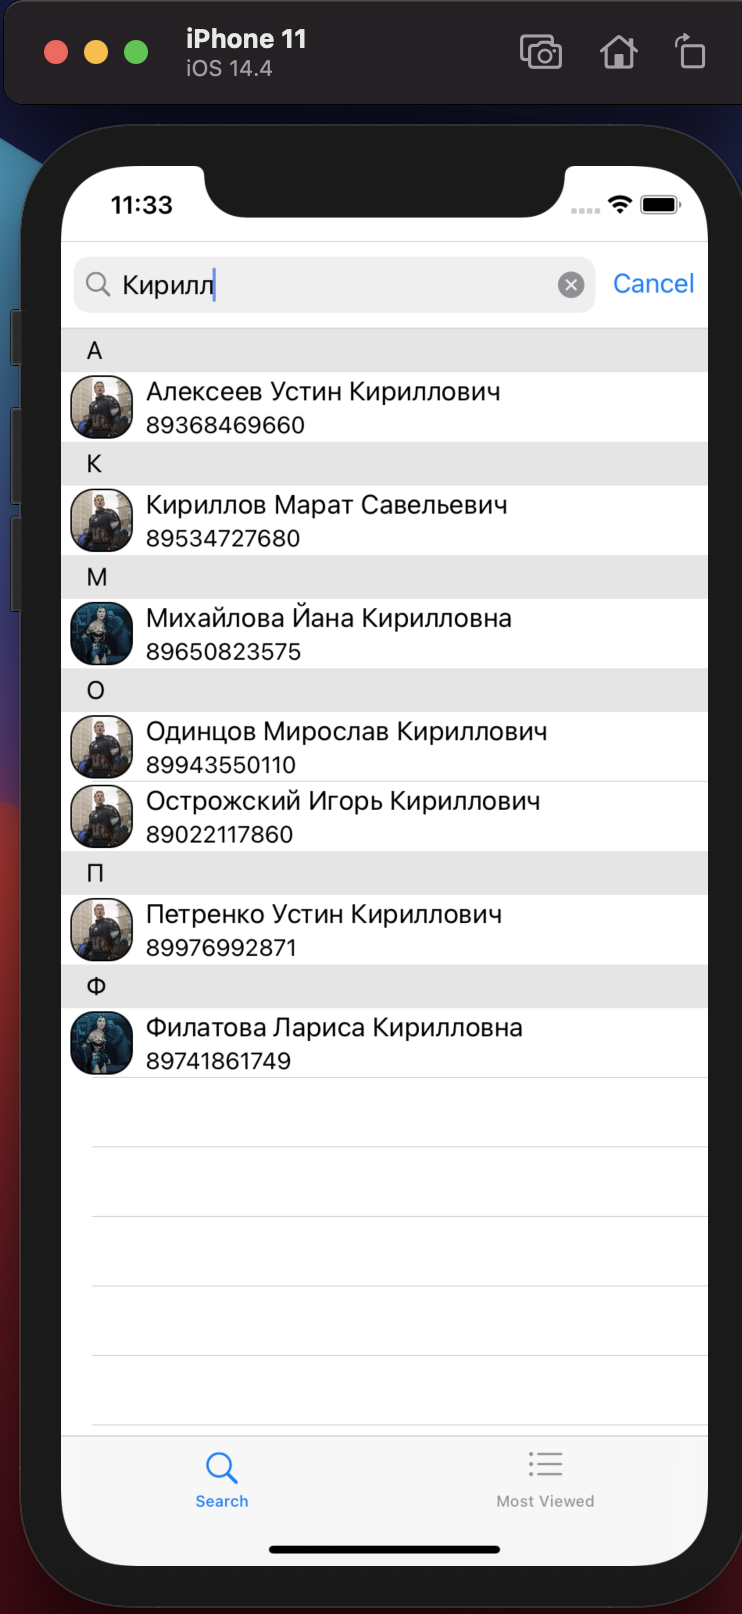 iPhone 11
iOS 14.4
11:33
Кирилл
Cancel
А
Алексеев Устин Кириллович
89368469660
К
Кириллов Марат Савельевич
89534727680
М
Михайлова Йана Кирилловна
89650823575
О
Одинцов Мирослав Кириллович
89943550110
Острожский Игорь Кириллович
89022117860
П
Петренко Устин Кириллович
89976992871
Ф
Филатова Лариса Кирилловна
89741861749
Search
Most Viewed